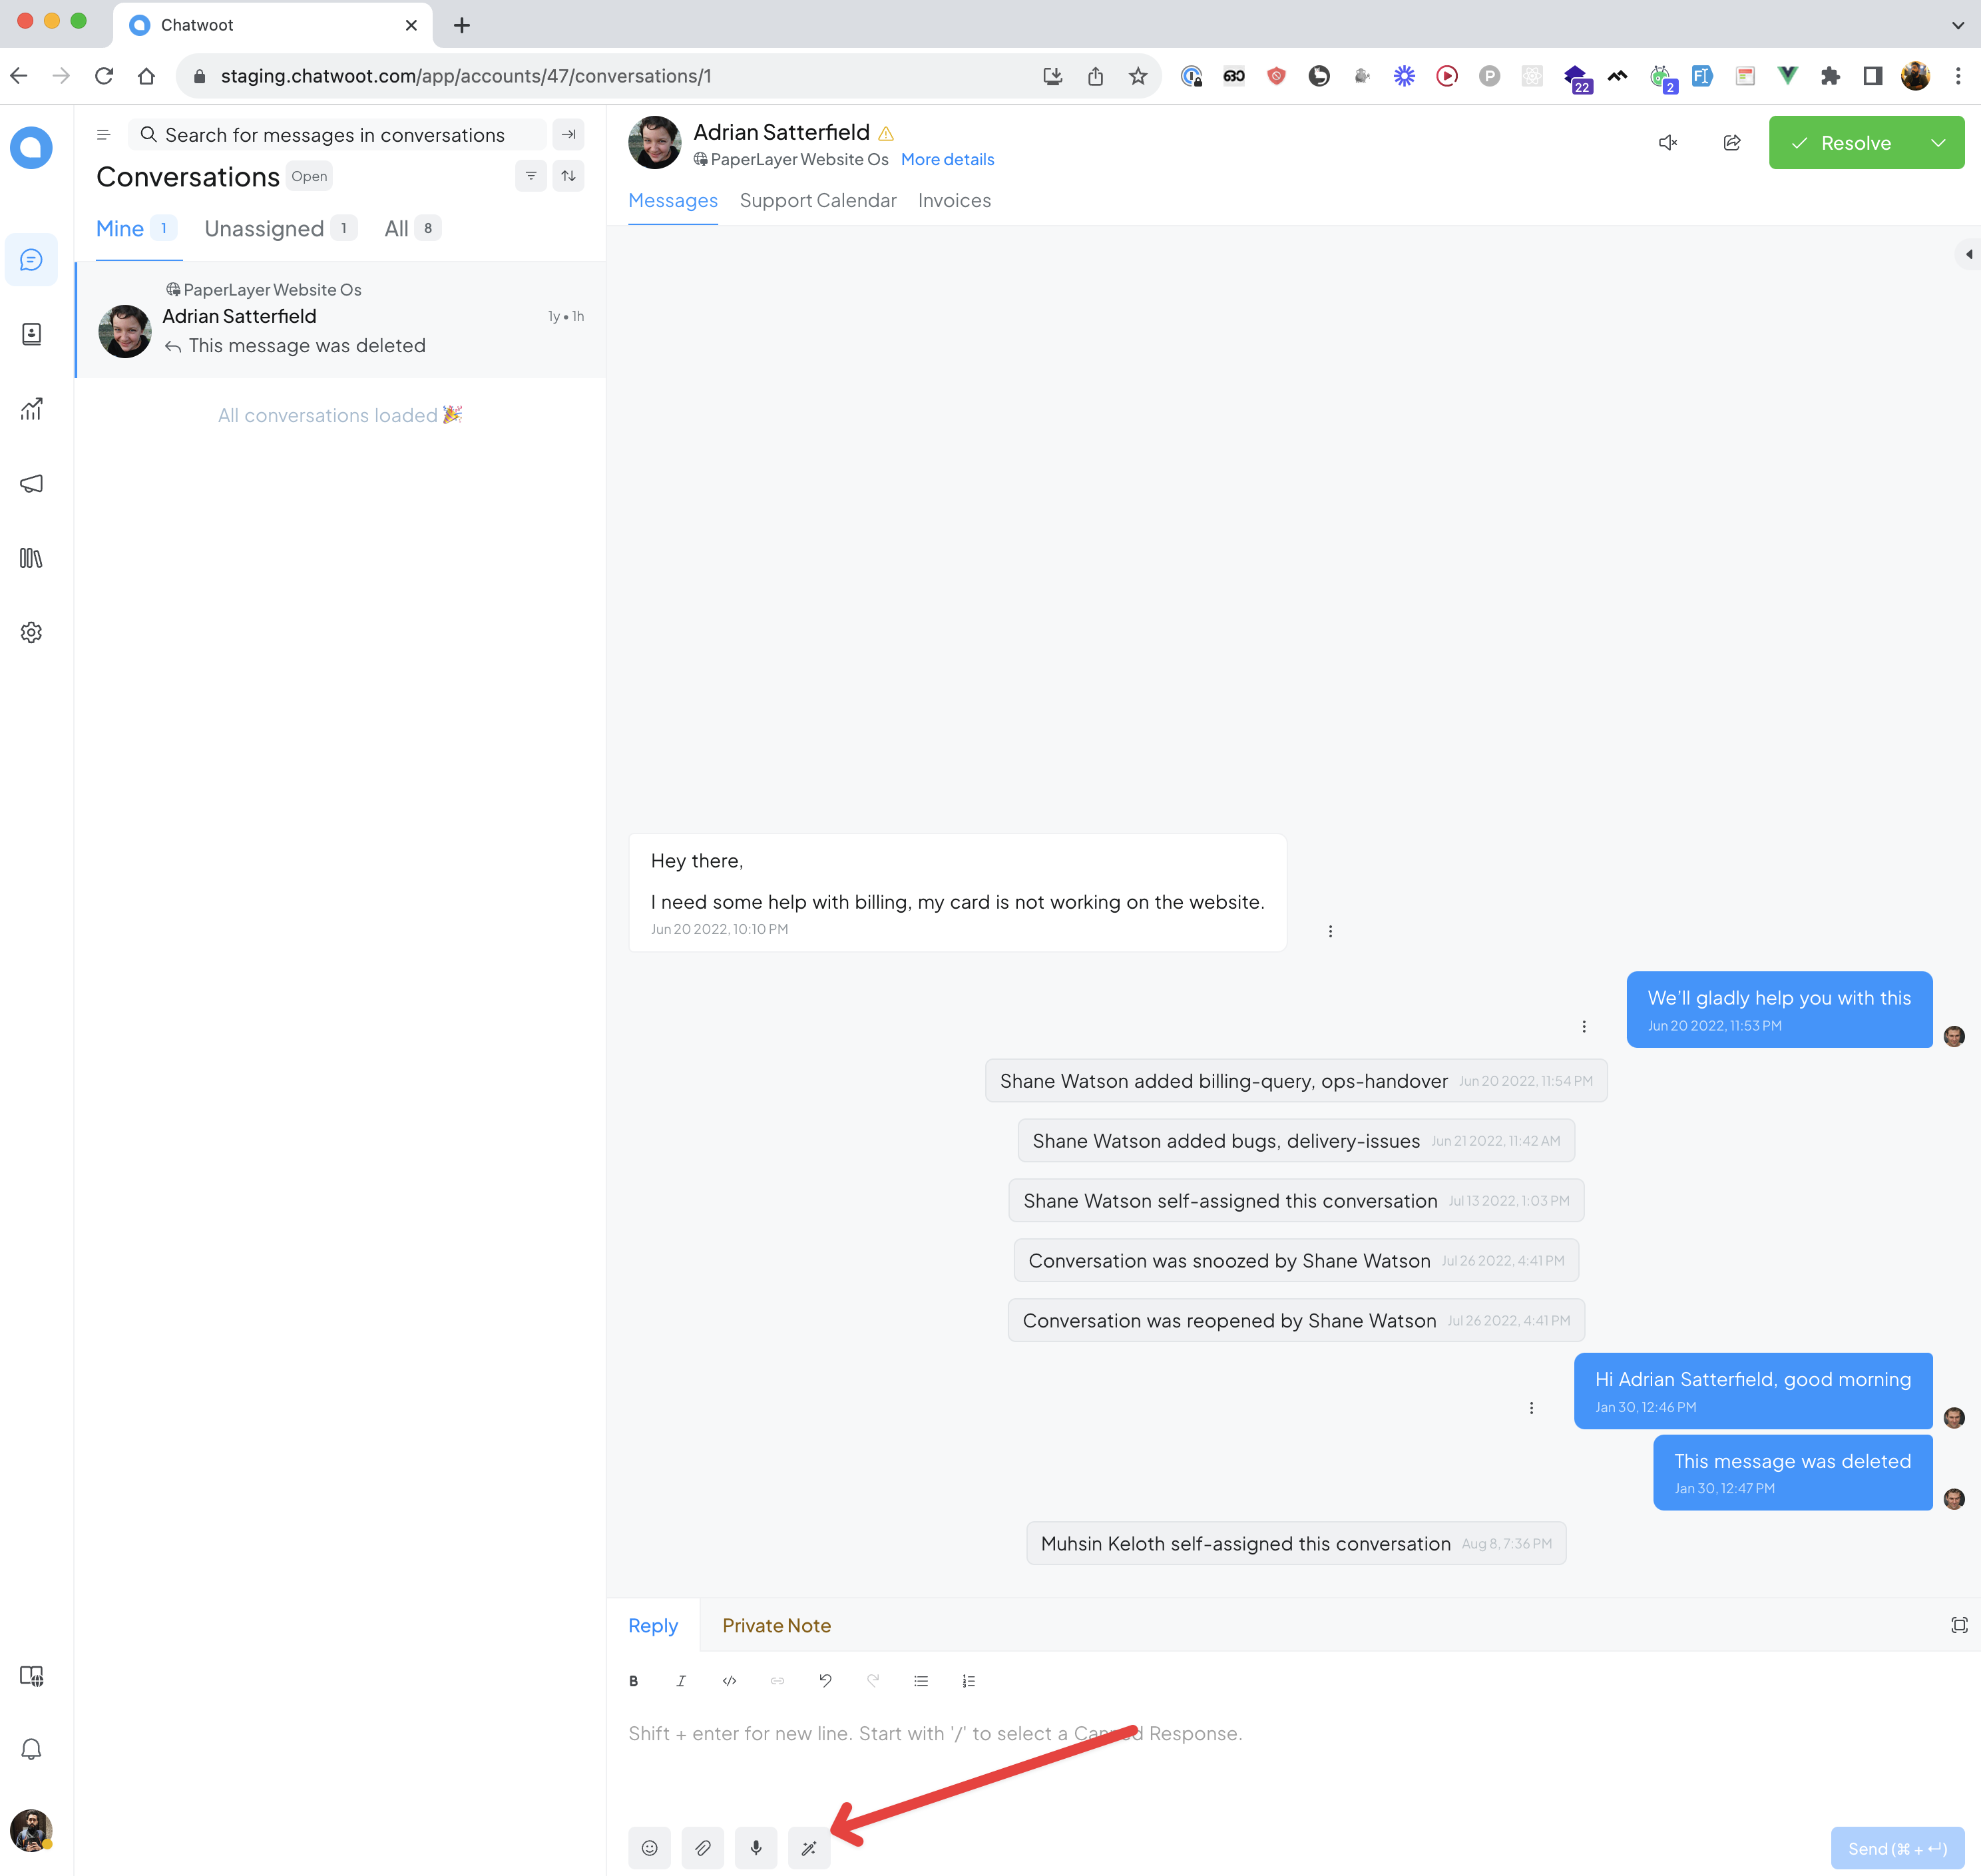 Chatwoot
staging.chatwoot.com/app/accounts/47/conversations/1
22
2
Search for messages in conversations
Conversations Open
Mine 1 Unassigned 1 All 8
PaperLayer Website Os
Adrian Satterfield 1y • 1h
This message was deleted
All conversations loaded 🎉
Adrian Satterfield
PaperLayer Website Os More details
Resolve
Messages Support Calendar Invoices
Hey there,
I need some help with billing, my card is not working on the website.
Jun 20 2022, 10:10 PM
We'll gladly help you with this
Jun 20 2022, 11:53 PM
Shane Watson added billing-query, ops-handover Jun 20 2022, 11:54 PM
Shane Watson added bugs, delivery-issues Jun 21 2022, 11:42 AM
Shane Watson self-assigned this conversation Jul 13 2022, 1:03 PM
Conversation was snoozed by Shane Watson Jul 26 2022, 4:41 PM
Conversation was reopened by Shane Watson Jul 26 2022, 4:41 PM
Hi Adrian Satterfield, good morning
Jan 30, 12:46 PM
This message was deleted
Jan 30, 12:47 PM
Muhsin Keloth self-assigned this conversation Aug 8, 7:36 PM
Reply Private Note
Shift + enter for new line. Start with '/' to select a Canned Response.
Send (⌘ + ↵)